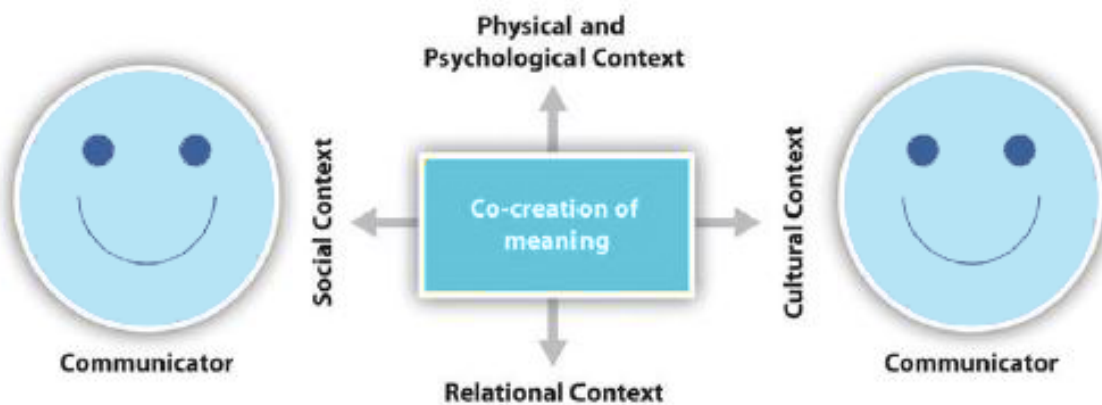 Physical and
Psychological Context
Social Context
Co-creation of
meaning
Cultural Context
Communicator
Communicator
Relational Context